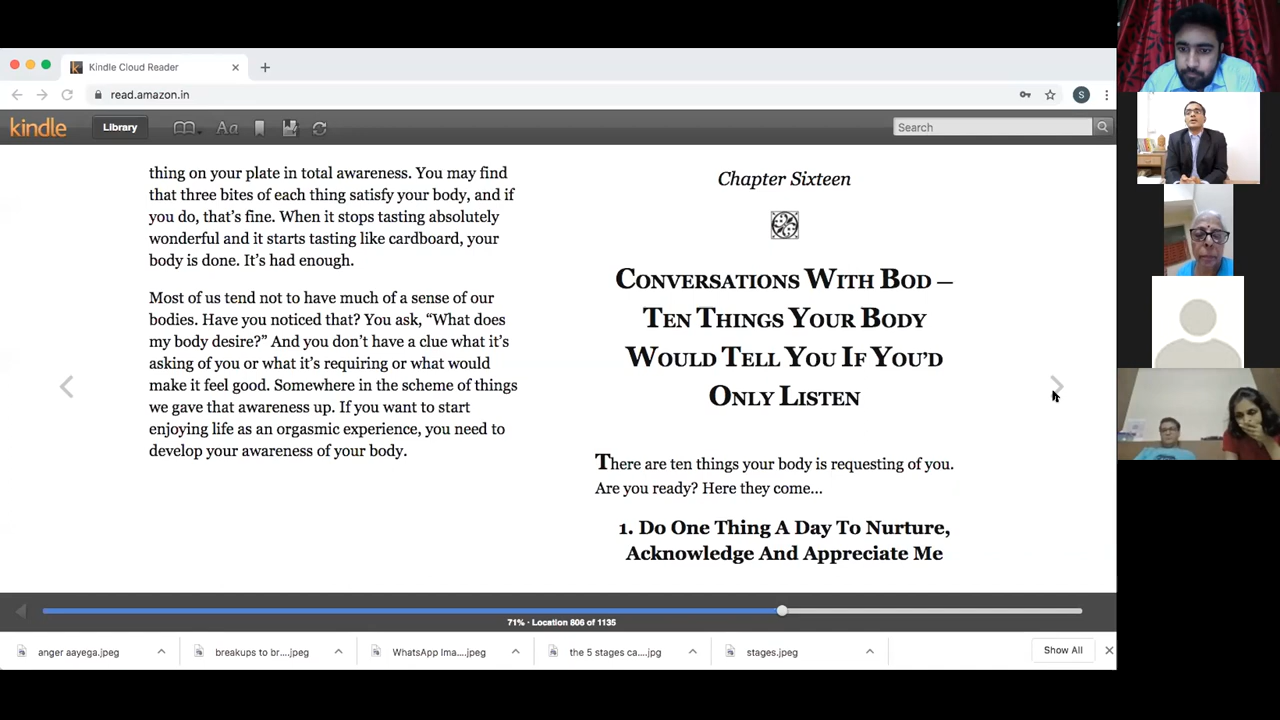 Kindle Cloud Reader
read.amazon.in
S
kindle
Library
Aa
Search
thing on your plate in total awareness. You may find
that three bites of each thing satisfy your body, and if
you do, that’s fine. When it stops tasting absolutely
wonderful and it starts tasting like cardboard, your
body is done. It’s had enough.
Most of us tend not to have much of a sense of our
bodies. Have you noticed that? You ask, “What does
my body desire?” And you don’t have a clue what it’s
asking of you or what it’s requiring or what would
make it feel good. Somewhere in the scheme of things
we gave that awareness up. If you want to start
enjoying life as an orgasmic experience, you need to
develop your awareness of your body.
Chapter Sixteen
CONVERSATIONS WITH BOD –
TEN THINGS YOUR BODY
WOULD TELL YOU IF YOU’D
ONLY LISTEN
There are ten things your body is requesting of you.
Are you ready? Here they come...
1. Do One Thing A Day To Nurture,
Acknowledge And Appreciate Me
71% · Location 806 of 1135
anger aayega.jpeg
breakups to br....jpeg
WhatsApp Ima....jpeg
the 5 stages ca....jpg
stages.jpeg
Show All